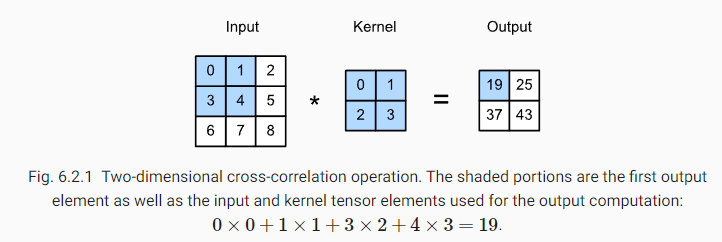 Input Kernel Output
0 1 2
3 4 5
6 7 8
*
0 1
2 3
=
19 25
37 43
Fig. 6.2.1 Two-dimensional cross-correlation operation. The shaded portions are the first output
element as well as the input and kernel tensor elements used for the output computation:
0 × 0 + 1 × 1 + 3 × 2 + 4 × 3 = 19.